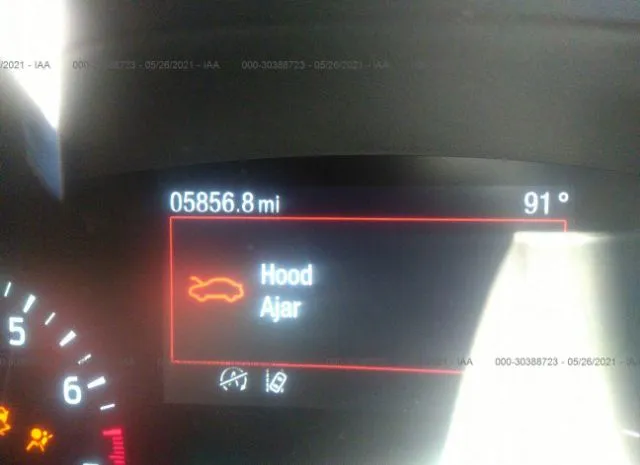 /2021 - IAA 000-30388723 - 05/26/2021 - IAA 000-30388723 - 05/26/2021 - IAA
05856.8 mi 91°
Hood
Ajar
5
6
000-30388723 - 05/26/2021 - IAA 000-30388723 - 05/26/2021 - IAA